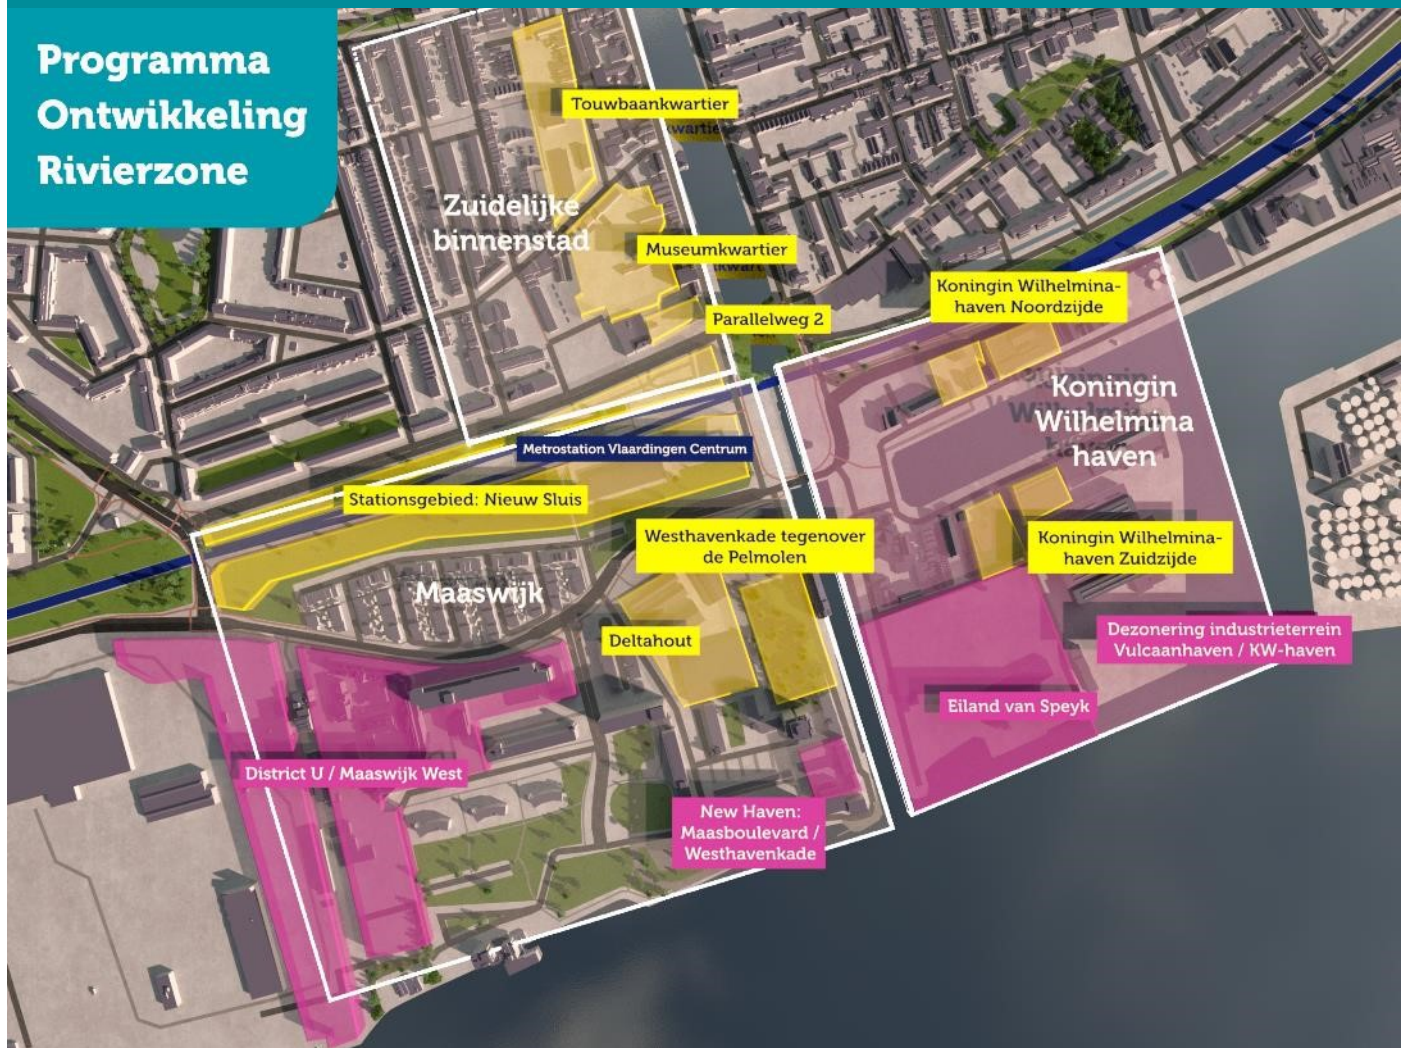 Programma
Ontwikkeling
Rivierzone
Touwbaankwartier
Zuidelijke
binnenstad
Museumkwartier
Parallelweg 2
Koningin Wilhelmina-
haven Noordzijde
Koningin
Wilhelmina
haven
Metrostation Vlaardingen Centrum
Stationsgebied: Nieuw Sluis
Westhavenkade tegenover
de Pelmolen
Koningin Wilhelmina-
haven Zuidzijde
Maaswijk
Deltahout
Dezonering industrieterrein
Vulcaanhaven / KW-haven
Eiland van Speyk
District U / Maaswijk West
New Haven:
Maasboulevard /
Westhavenkade